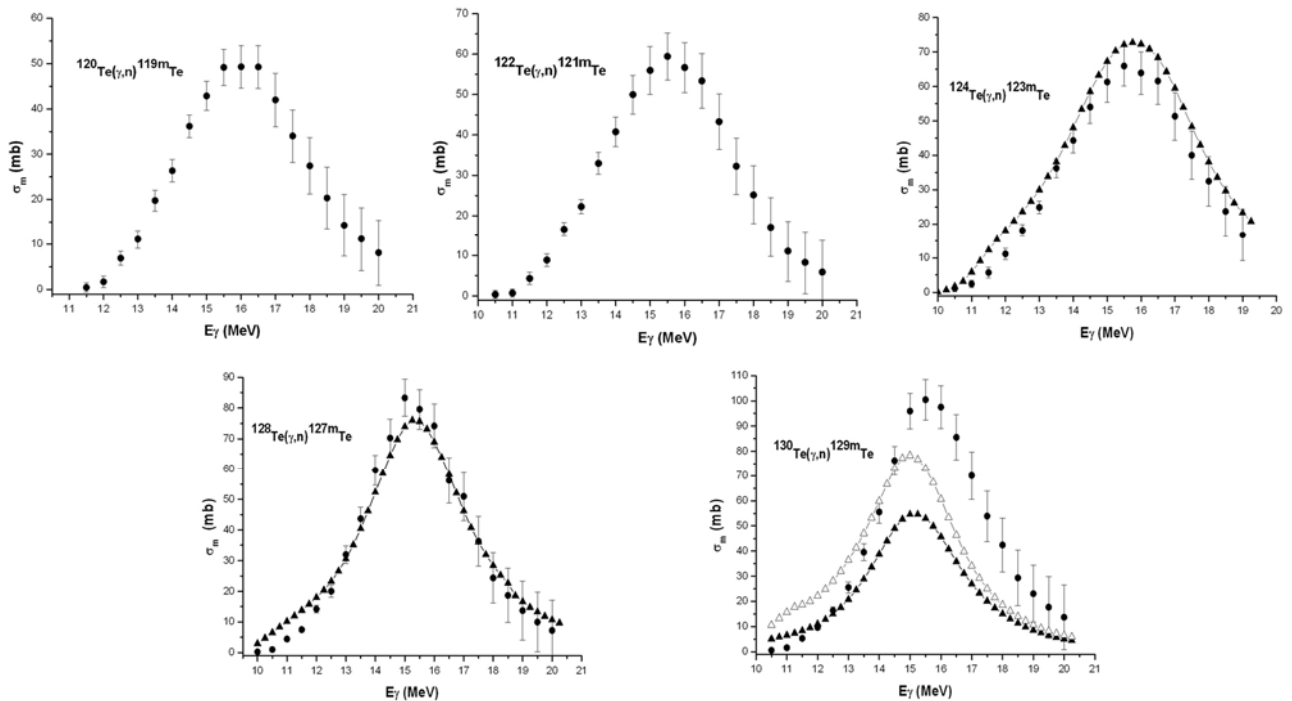 60
50
40
30
20
10
0
σm (mb)
120Te(γ,n)119mTe
11 12 13 14 15 16 17 18 19 20 21
Eγ (MeV)
70
60
50
40
30
20
10
0
σm (mb)
122Te(γ,n)121mTe
10 11 12 13 14 15 16 17 18 19 20 21
Eγ (MeV)
80
70
60
50
40
30
20
10
0
σm (mb)
124Te(γ,n)123mTe
10 11 12 13 14 15 16 17 18 19 20
Eγ (MeV)
90
80
70
60
50
40
30
20
10
0
σm (mb)
128Te(γ,n)127mTe
10 11 12 13 14 15 16 17 18 19 20 21
Eγ (MeV)
110
100
90
80
70
60
50
40
30
20
10
0
σm (mb)
130Te(γ,n)129mTe
10 11 12 13 14 15 16 17 18 19 20 21
Eγ (MeV)